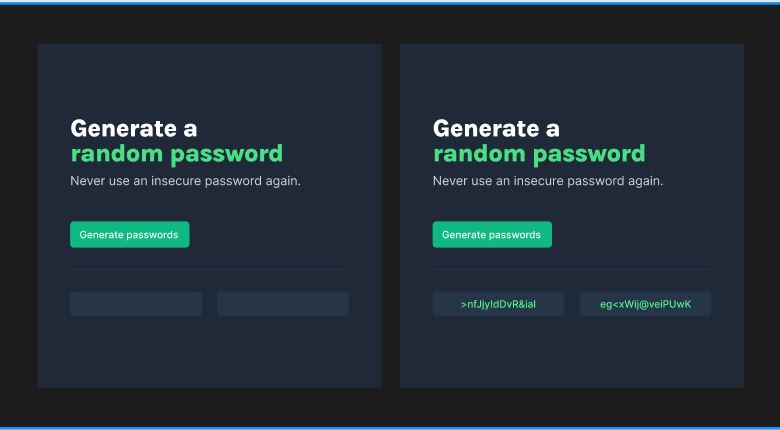 Generate a
random password
Never use an insecure password again.
Generate passwords
Generate a
random password
Never use an insecure password again.
Generate passwords
>nfJjy!dDvR&iaI
eg<xWij@veiPUwK